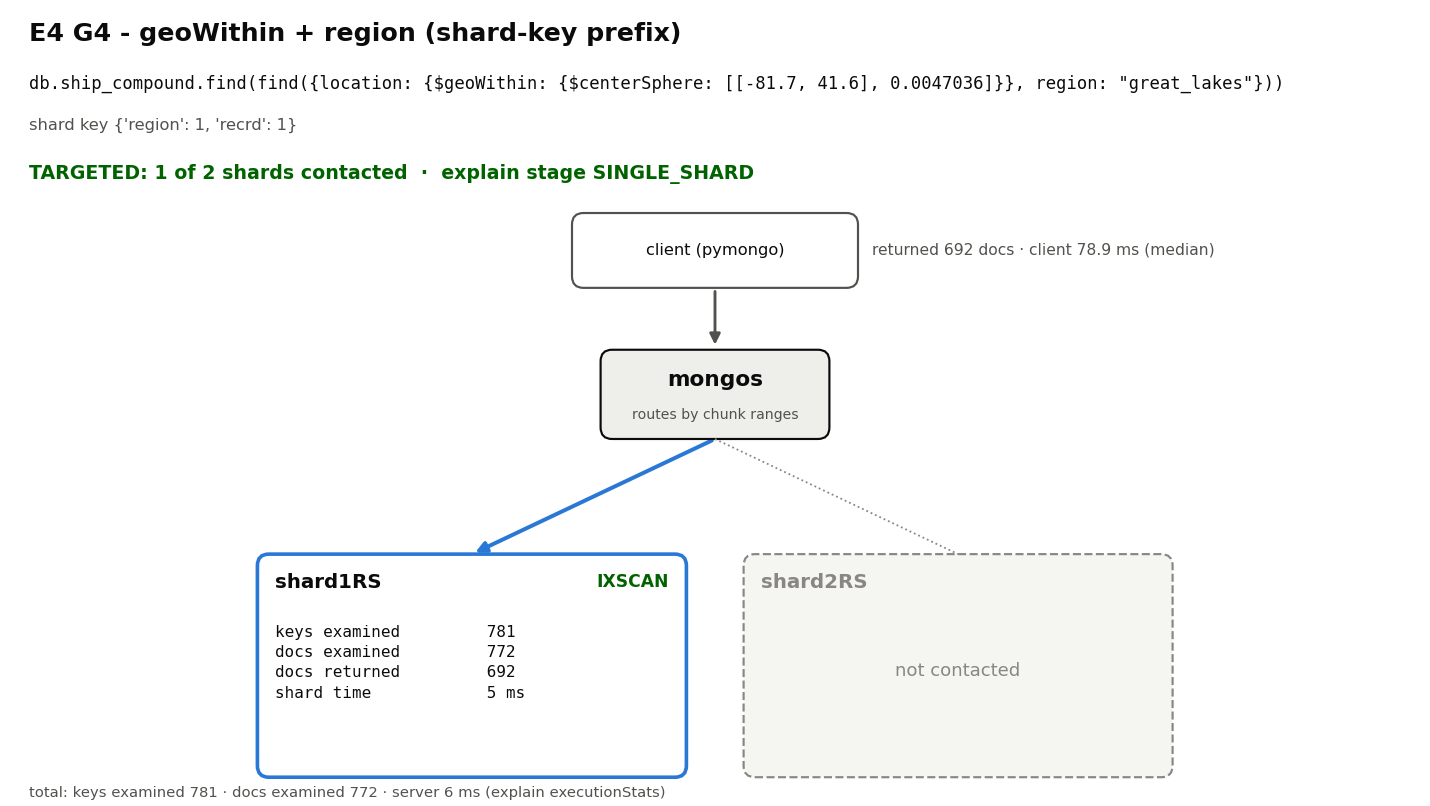 E4 G4 - geoWithin + region (shard-key prefix)
db.ship_compound.find(find({location: {$geoWithin: {$centerSphere: [[-81.7, 41.6], 0.0047036]}}, region: "great_lakes"}))
shard key {'region': 1, 'recrd': 1}
TARGETED: 1 of 2 shards contacted · explain stage SINGLE_SHARD
client (pymongo)
returned 692 docs · client 78.9 ms (median)
mongos
routes by chunk ranges
shard1RS IXSCAN
keys examined 781
docs examined 772
docs returned 692
shard time 5 ms
shard2RS
not contacted
total: keys examined 781 · docs examined 772 · server 6 ms (explain executionStats)